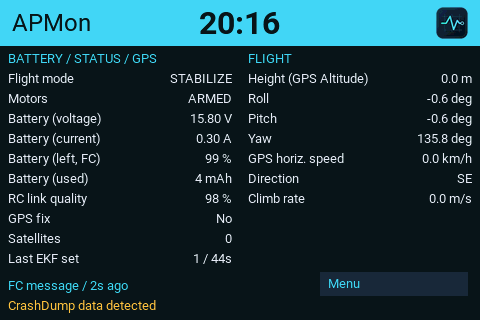 APMon 20:16
BATTERY / STATUS / GPS
Flight mode STABILIZE
Motors ARMED
Battery (voltage) 15.80 V
Battery (current) 0.30 A
Battery (left, FC) 99 %
Battery (used) 4 mAh
RC link quality 98 %
GPS fix No
Satellites 0
Last EKF set 1 / 44s
FLIGHT
Height (GPS Altitude) 0.0 m
Roll -0.6 deg
Pitch -0.6 deg
Yaw 135.8 deg
GPS horiz. speed 0.0 km/h
Direction SE
Climb rate 0.0 m/s
FC message / 2s ago
CrashDump data detected
Menu